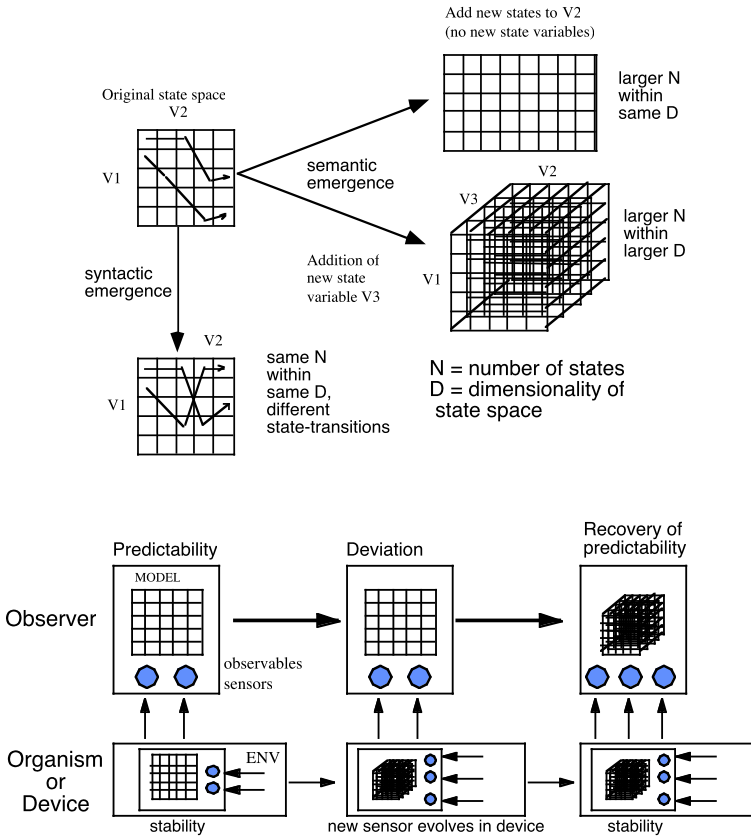 Add new states to V2
(no new state variables)
Original state space
V2
larger N
within
same D
V1
semantic
emergence
V2
V3
larger N
within
larger D
Addition of
new state
variable V3
V1
syntactic
emergence
V2
V1
same N
within
same D,
different
state-transitions
N = number of states
D = dimensionality of
state space
Predictability
Deviation
Recovery of
predictability
MODEL
Observer
observables
sensors
Organism
or
Device
ENV
stability
new sensor evolves in device
stability